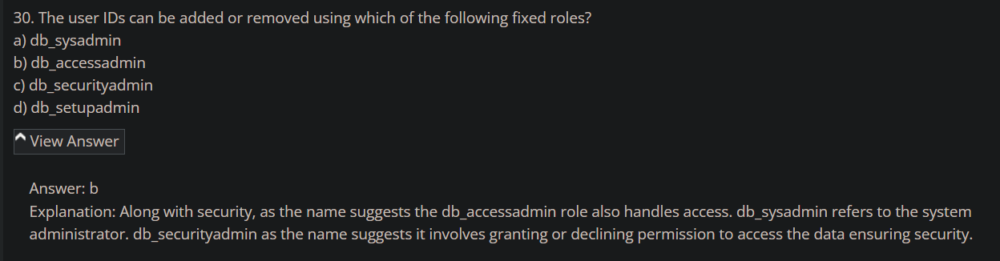 30. The user IDs can be added or removed using which of the following fixed roles?
a) db_sysadmin
b) db_accessadmin
c) db_securityadmin
d) db_setupadmin
View Answer
Answer: b
Explanation: Along with security, as the name suggests the db_accessadmin role also handles access. db_sysadmin refers to the system
administrator. db_securityadmin as the name suggests it involves granting or declining permission to access the data ensuring security.